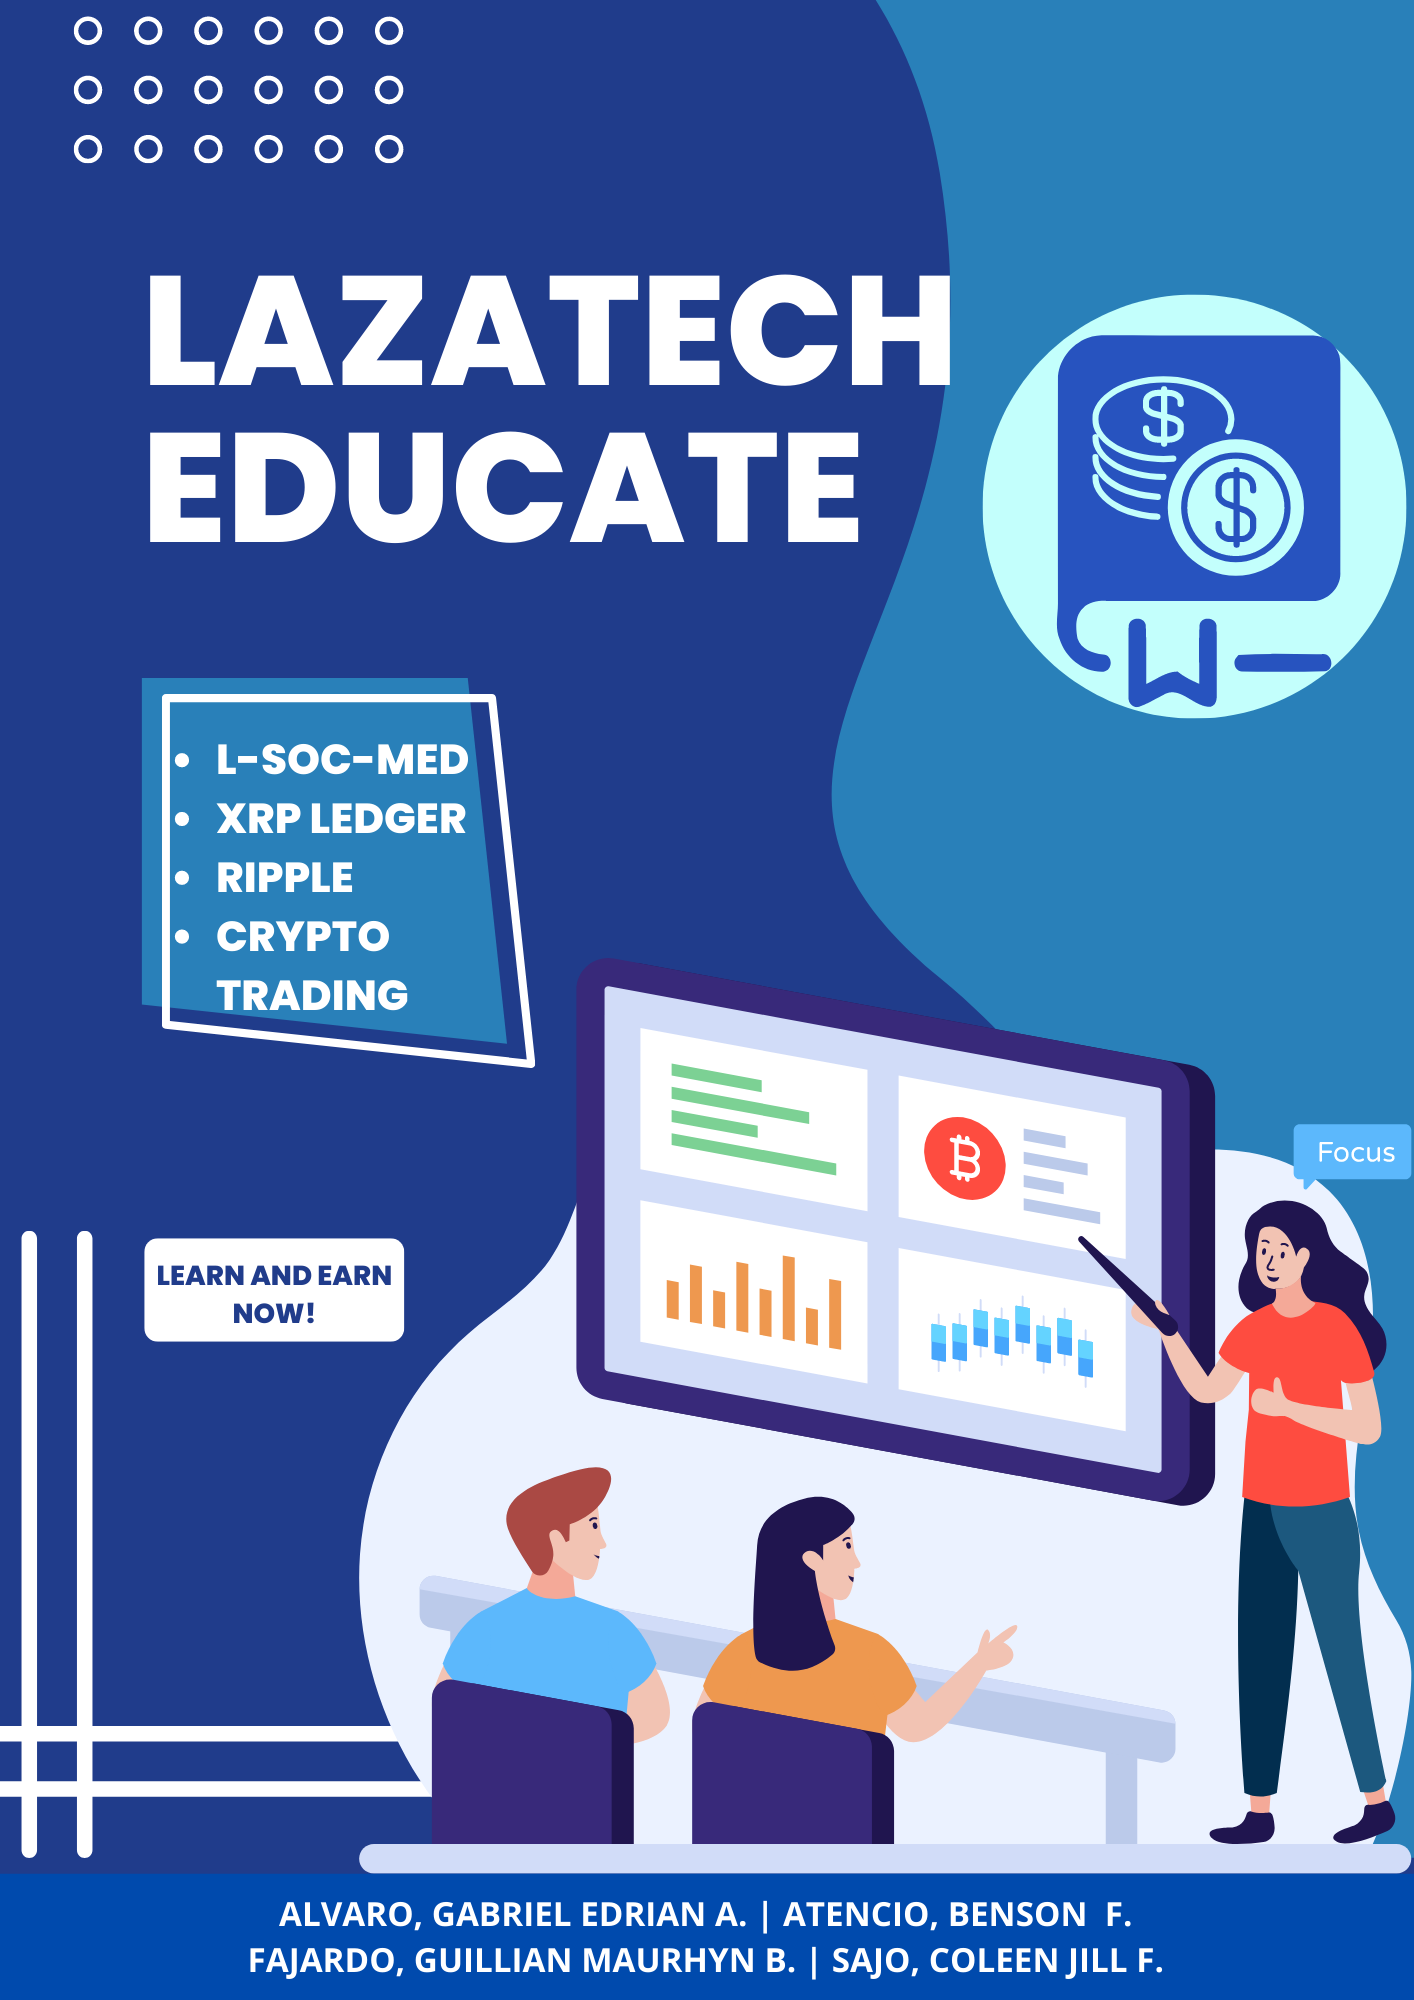 LAZATECH
EDUCATE
• L-SOC-MED
• XRP LEDGER
• RIPPLE
• CRYPTO
TRADING
Focus
LEARN AND EARN
NOW!
ALVARO, GABRIEL EDRIAN A. | ATENCIO, BENSON F.
FAJARDO, GUILLIAN MAURHYN B. | SAJO, COLEEN JILL F.